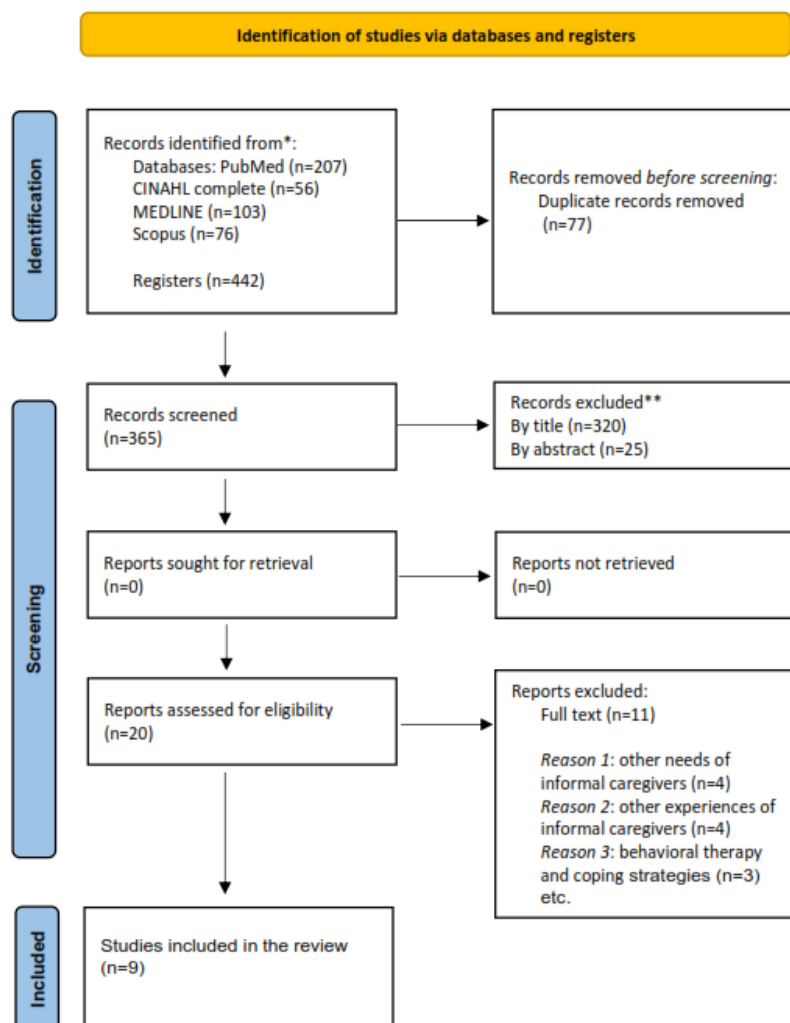 Identification of studies via databases and registers
Identification
Records identified from*:
Databases: PubMed (n=207)
CINAHL complete (n=56)
MEDLINE (n=103)
Scopus (n=76)
Registers (n=442)
Records removed before screening:
Duplicate records removed
(n=77)
Screening
Records screened
(n=365)
Records excluded**
By title (n=320)
By abstract (n=25)
Reports sought for retrieval
(n=0)
Reports not retrieved
(n=0)
Reports assessed for eligibility
(n=20)
Reports excluded:
Full text (n=11)
Reason 1: other needs of
informal caregivers (n=4)
Reason 2: other experiences of
informal caregivers (n=4)
Reason 3: behavioral therapy
and coping strategies (n=3)
etc.
Included
Studies included in the review
(n=9)